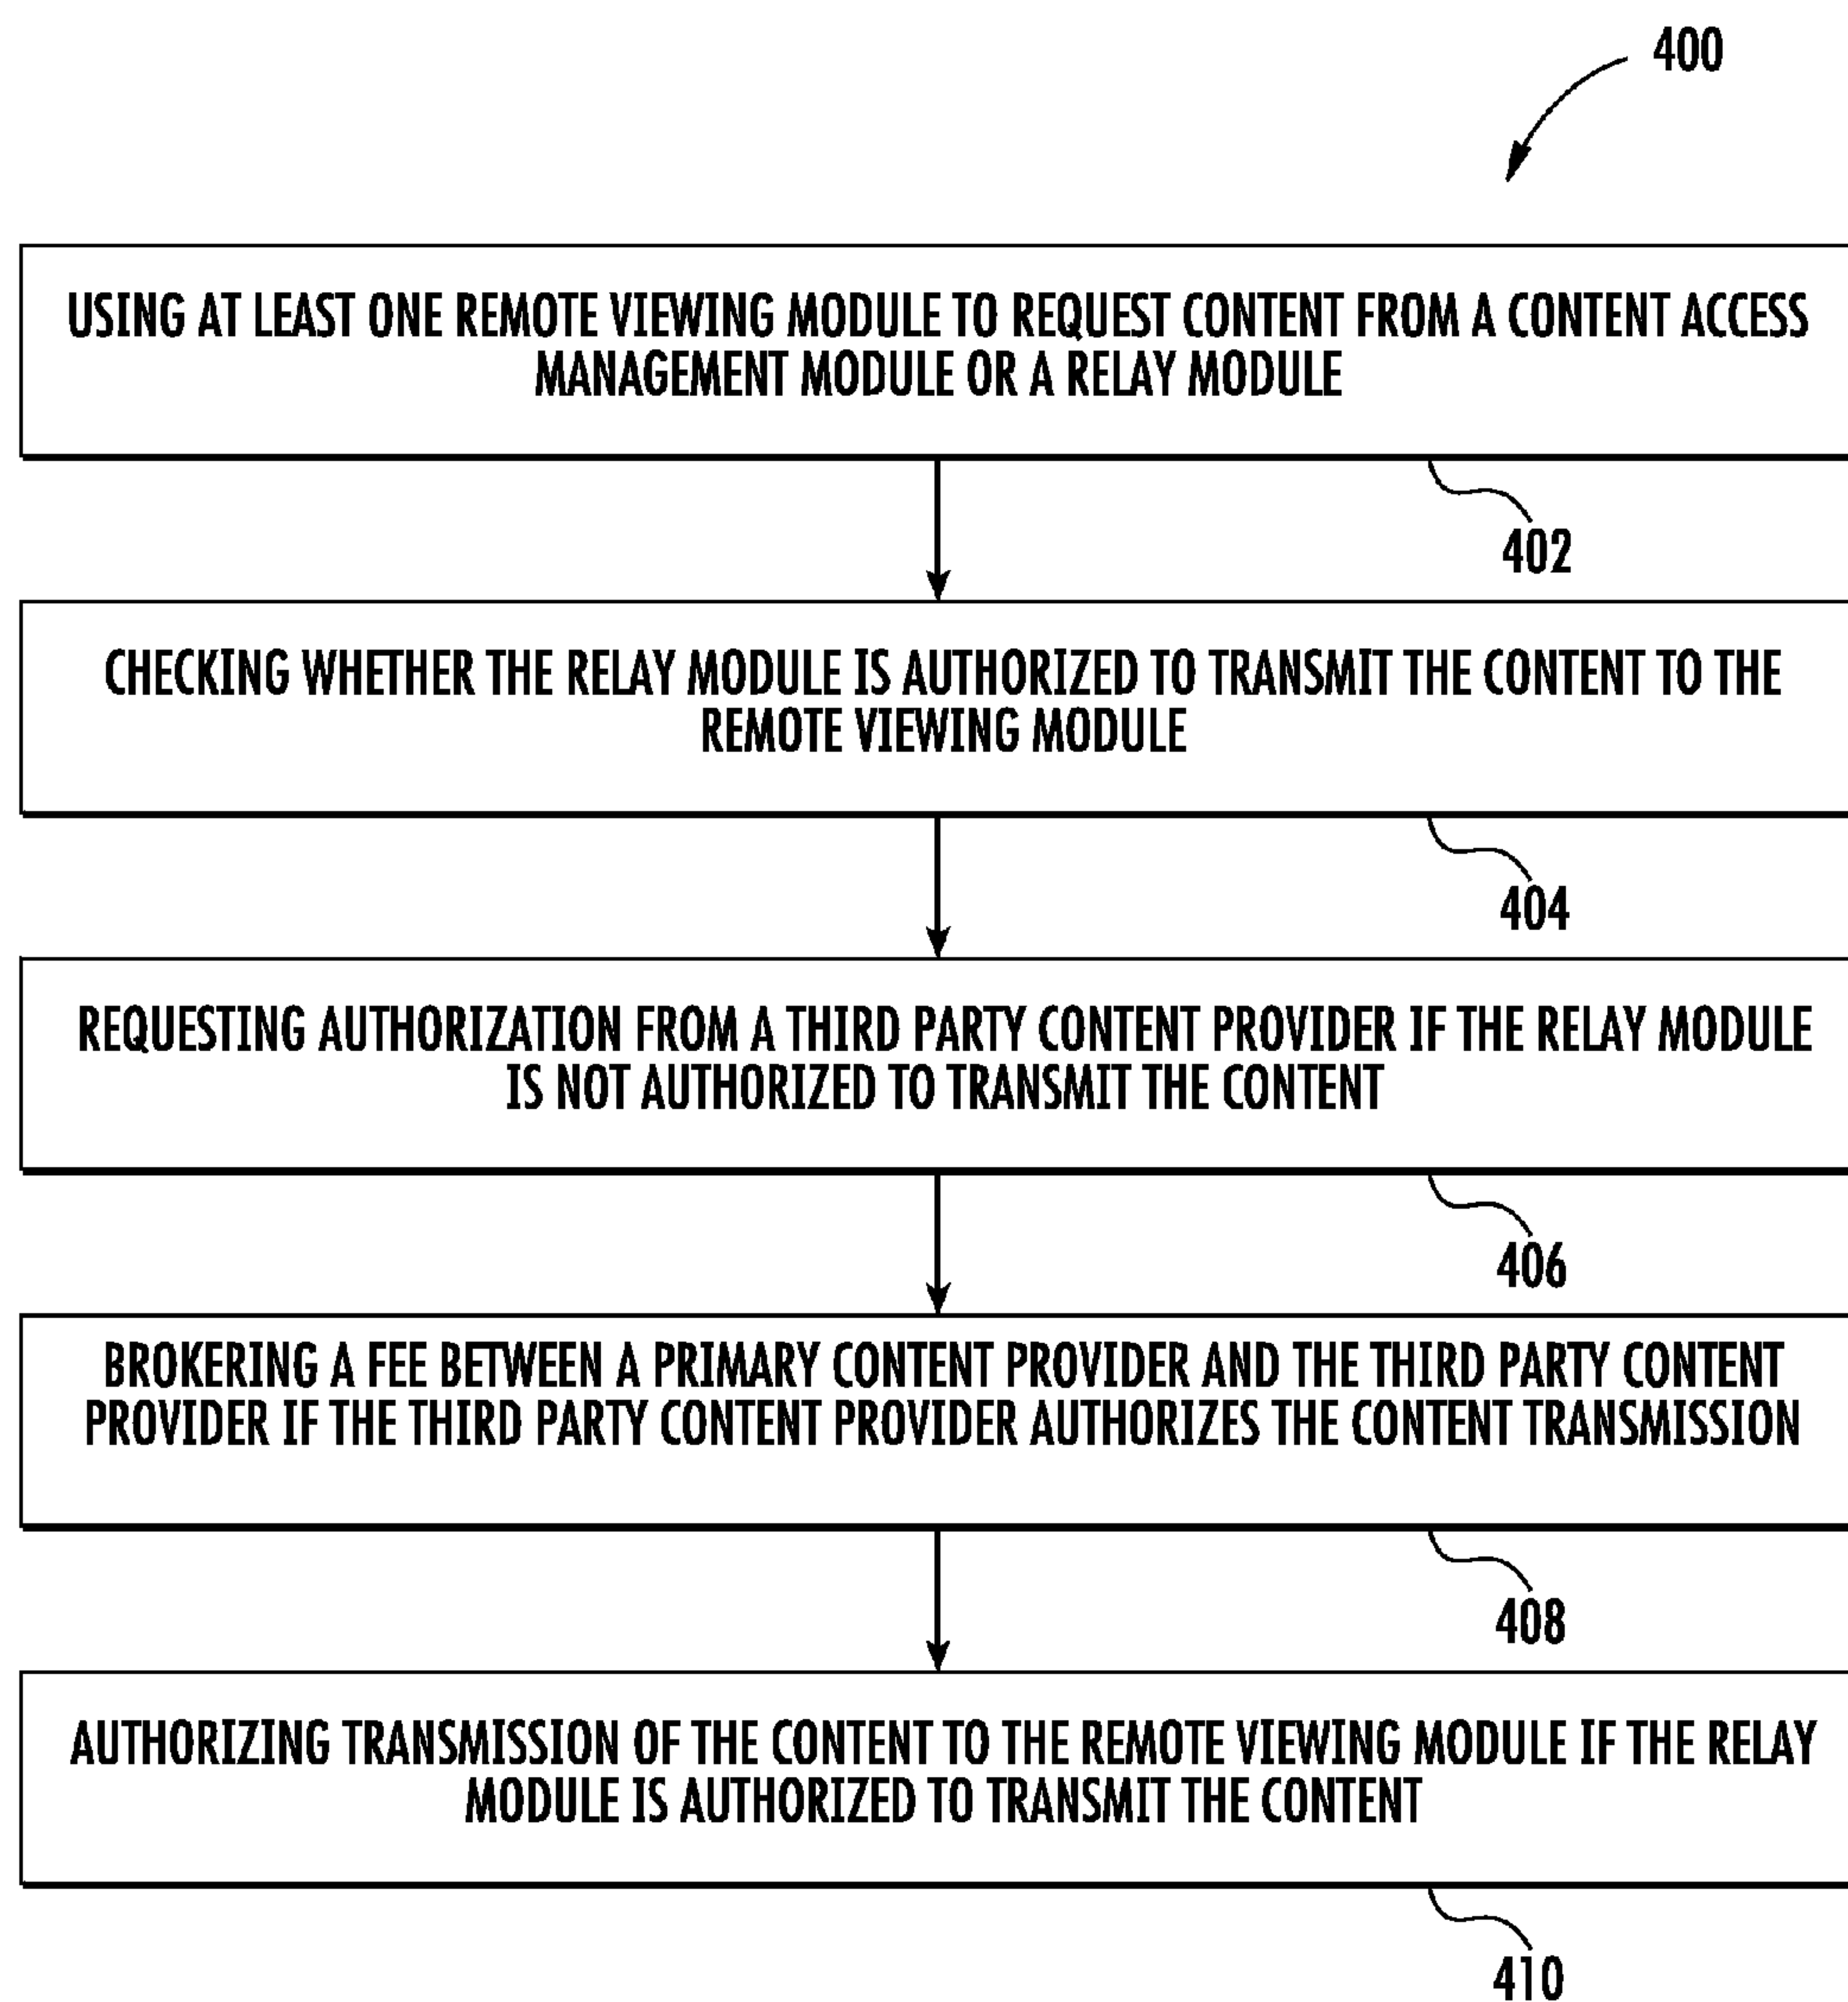 400
USING AT LEAST ONE REMOTE VIEWING MODULE TO REQUEST CONTENT FROM A CONTENT ACCESS
MANAGEMENT MODULE OR A RELAY MODULE
402
CHECKING WHETHER THE RELAY MODULE IS AUTHORIZED TO TRANSMIT THE CONTENT TO THE
REMOTE VIEWING MODULE
404
REQUESTING AUTHORIZATION FROM A THIRD PARTY CONTENT PROVIDER IF THE RELAY MODULE
IS NOT AUTHORIZED TO TRANSMIT THE CONTENT
406
BROKERING A FEE BETWEEN A PRIMARY CONTENT PROVIDER AND THE THIRD PARTY CONTENT
PROVIDER IF THE THIRD PARTY CONTENT PROVIDER AUTHORIZES THE CONTENT TRANSMISSION
408
AUTHORIZING TRANSMISSION OF THE CONTENT TO THE REMOTE VIEWING MODULE IF THE RELAY
MODULE IS AUTHORIZED TO TRANSMIT THE CONTENT
410